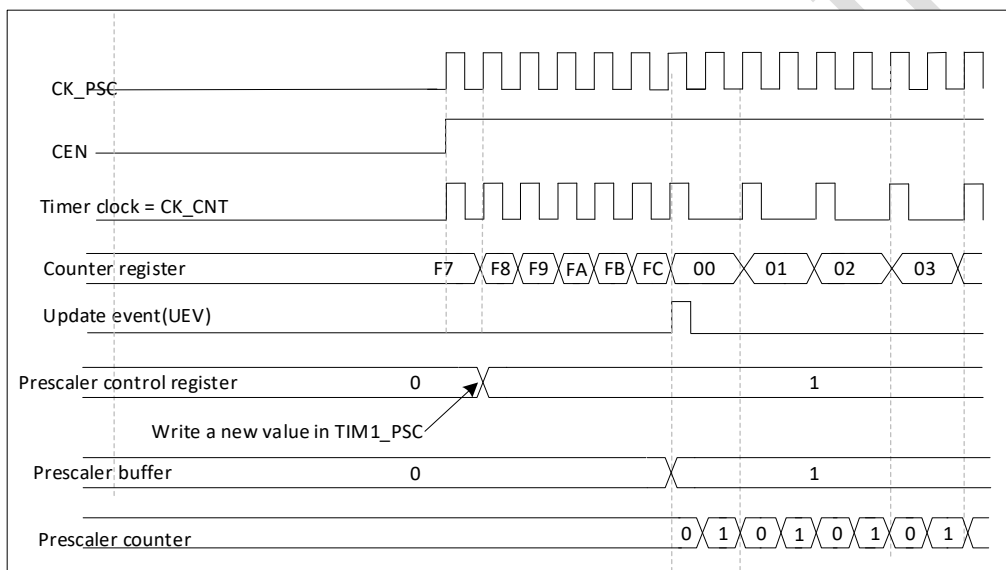 CK_PSC
CEN
Timer clock = CK_CNT
Counter register F7 F8 F9 FA FB FC 00 01 02 03
Update event(UEV)
Prescaler control register 0 1
Write a new value in TIM1_PSC
Prescaler buffer 0 1
Prescaler counter 0 1 0 1 0 1 0 1